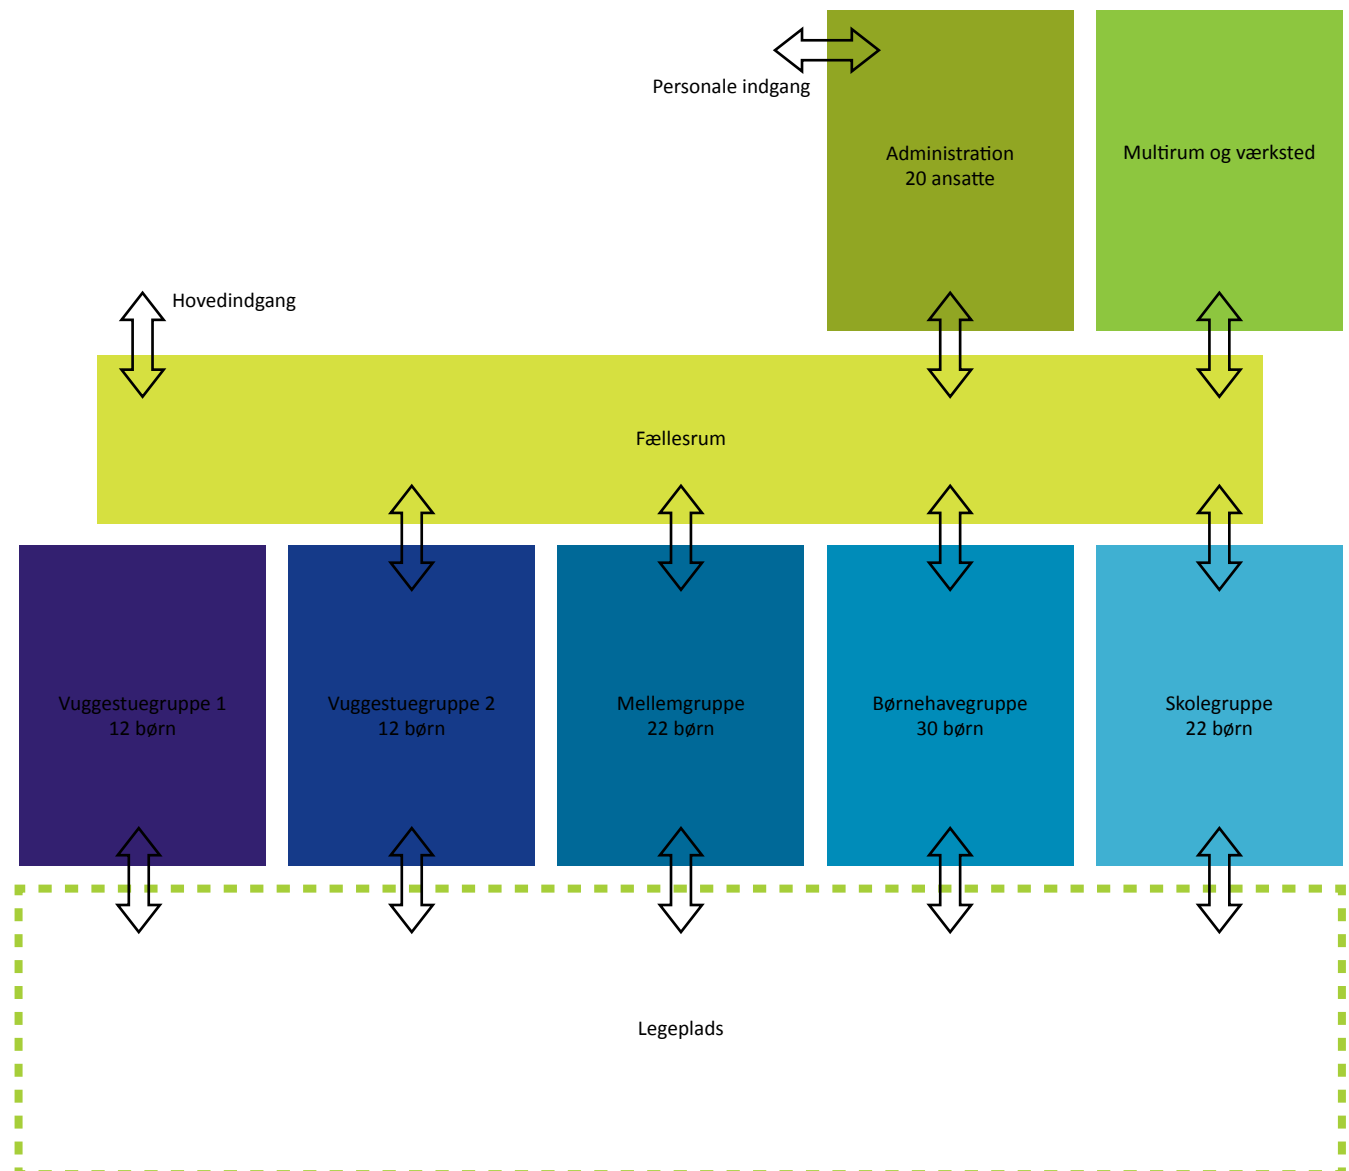 Personale indgang
Administration
20 ansatte
Multirum og værksted
Hovedindgang
Fællesrum
Vuggestuegruppe 1
12 børn
Vuggestuegruppe 2
12 børn
Mellemgruppe
22 børn
Børnehavegruppe
30 børn
Skolegruppe
22 børn
Legeplads